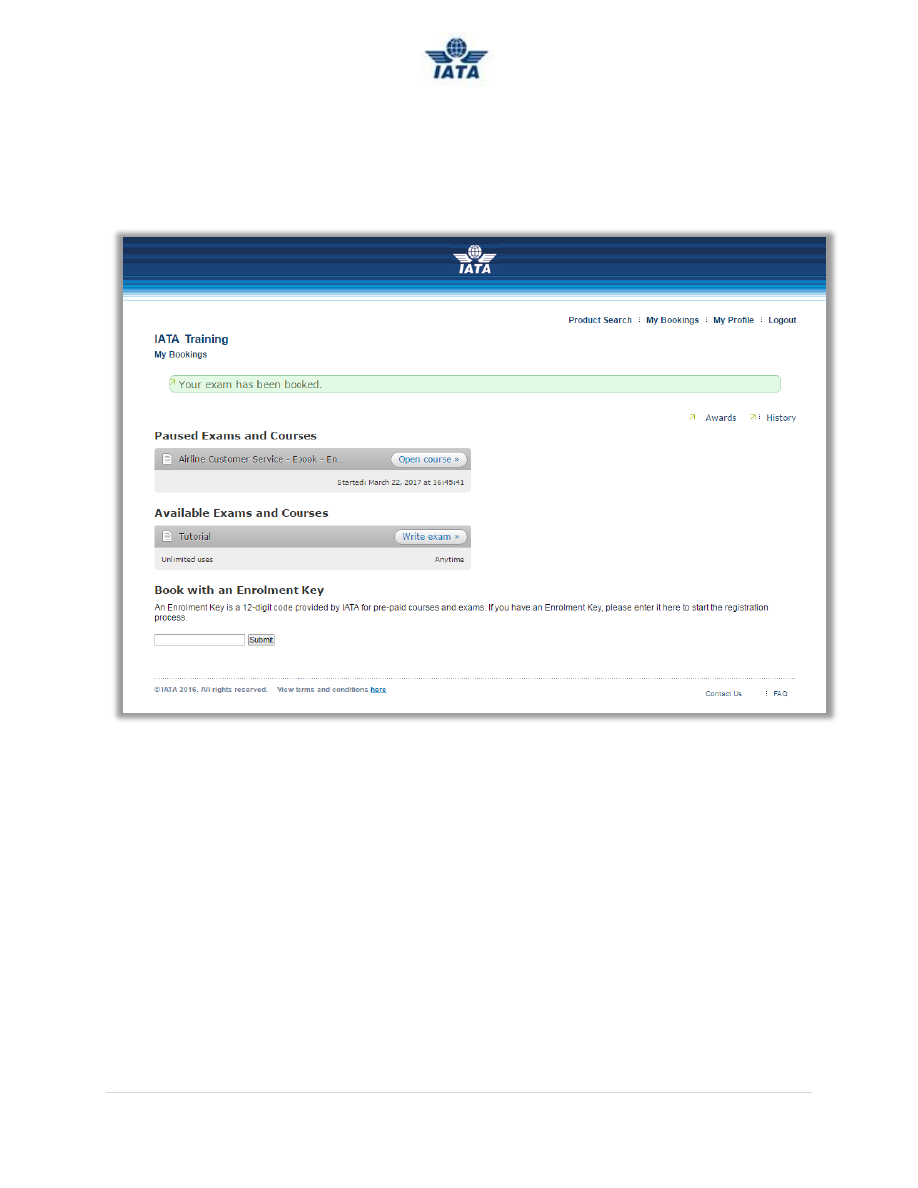 IATA
IATA
Product Search My Bookings My Profile Logout
IATA Training
My Bookings
Your exam has been booked.
Awards History
Paused Exams and Courses
Airline Customer Service - Ebook - En... Open course »
Started: March 22, 2017 at 16:45:41
Available Exams and Courses
Tutorial Write exam »
Unlimited uses Anytime
Book with an Enrolment Key
An Enrolment Key is a 12-digit code provided by IATA for pre-paid courses and exams. If you have an Enrolment Key, please enter it here to start the registration
process.
Submit
© IATA 2016. All rights reserved. View terms and conditions here
Contact Us FAQ